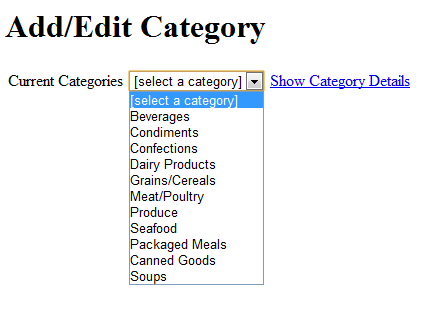 Add/Edit Category
Current Categories [select a category] Show Category Details
[select a category]
Beverages
Condiments
Confections
Dairy Products
Grains/Cereals
Meat/Poultry
Produce
Seafood
Packaged Meals
Canned Goods
Soups